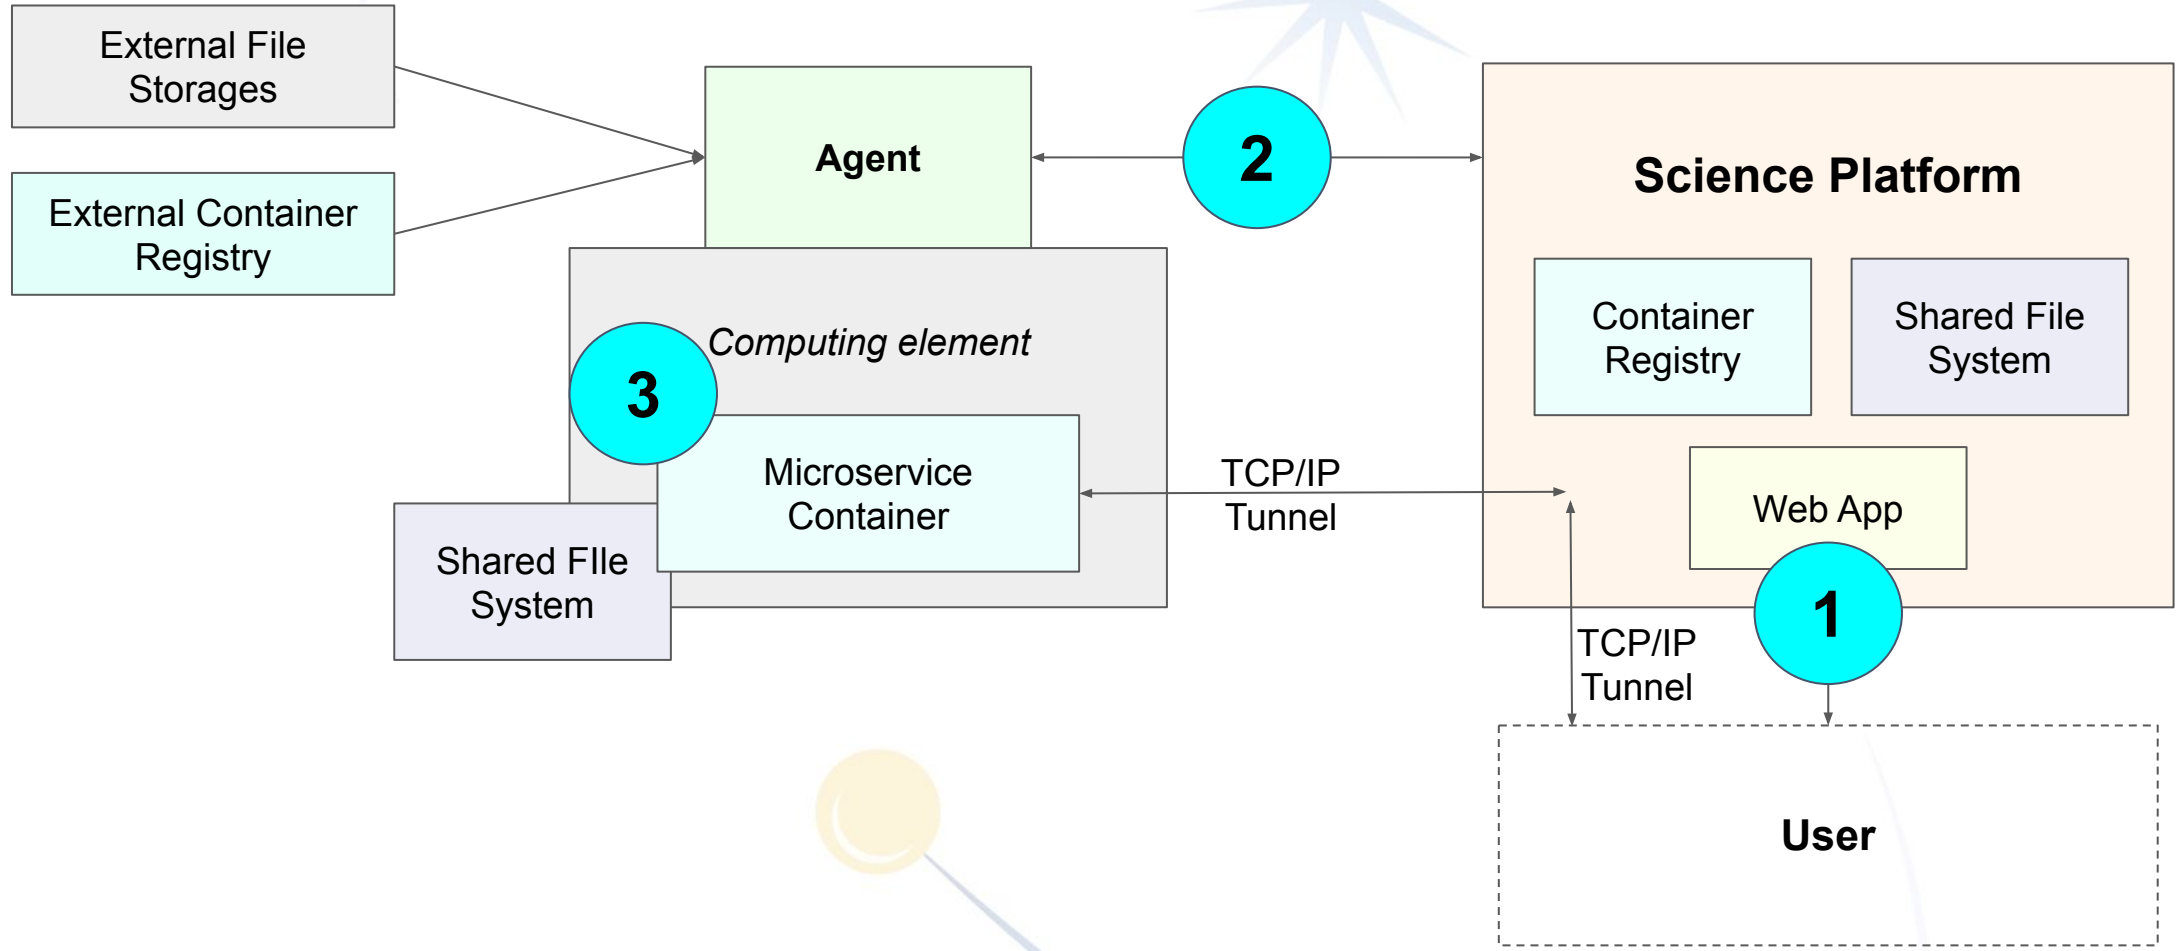 External File
Storages
External Container
Registry
Agent
2
Science Platform
Container
Registry
Shared File
System
Computing element
3
Microservice
Container
Shared FIle
System
TCP/IP
Tunnel
Web App
1
TCP/IP
Tunnel
User